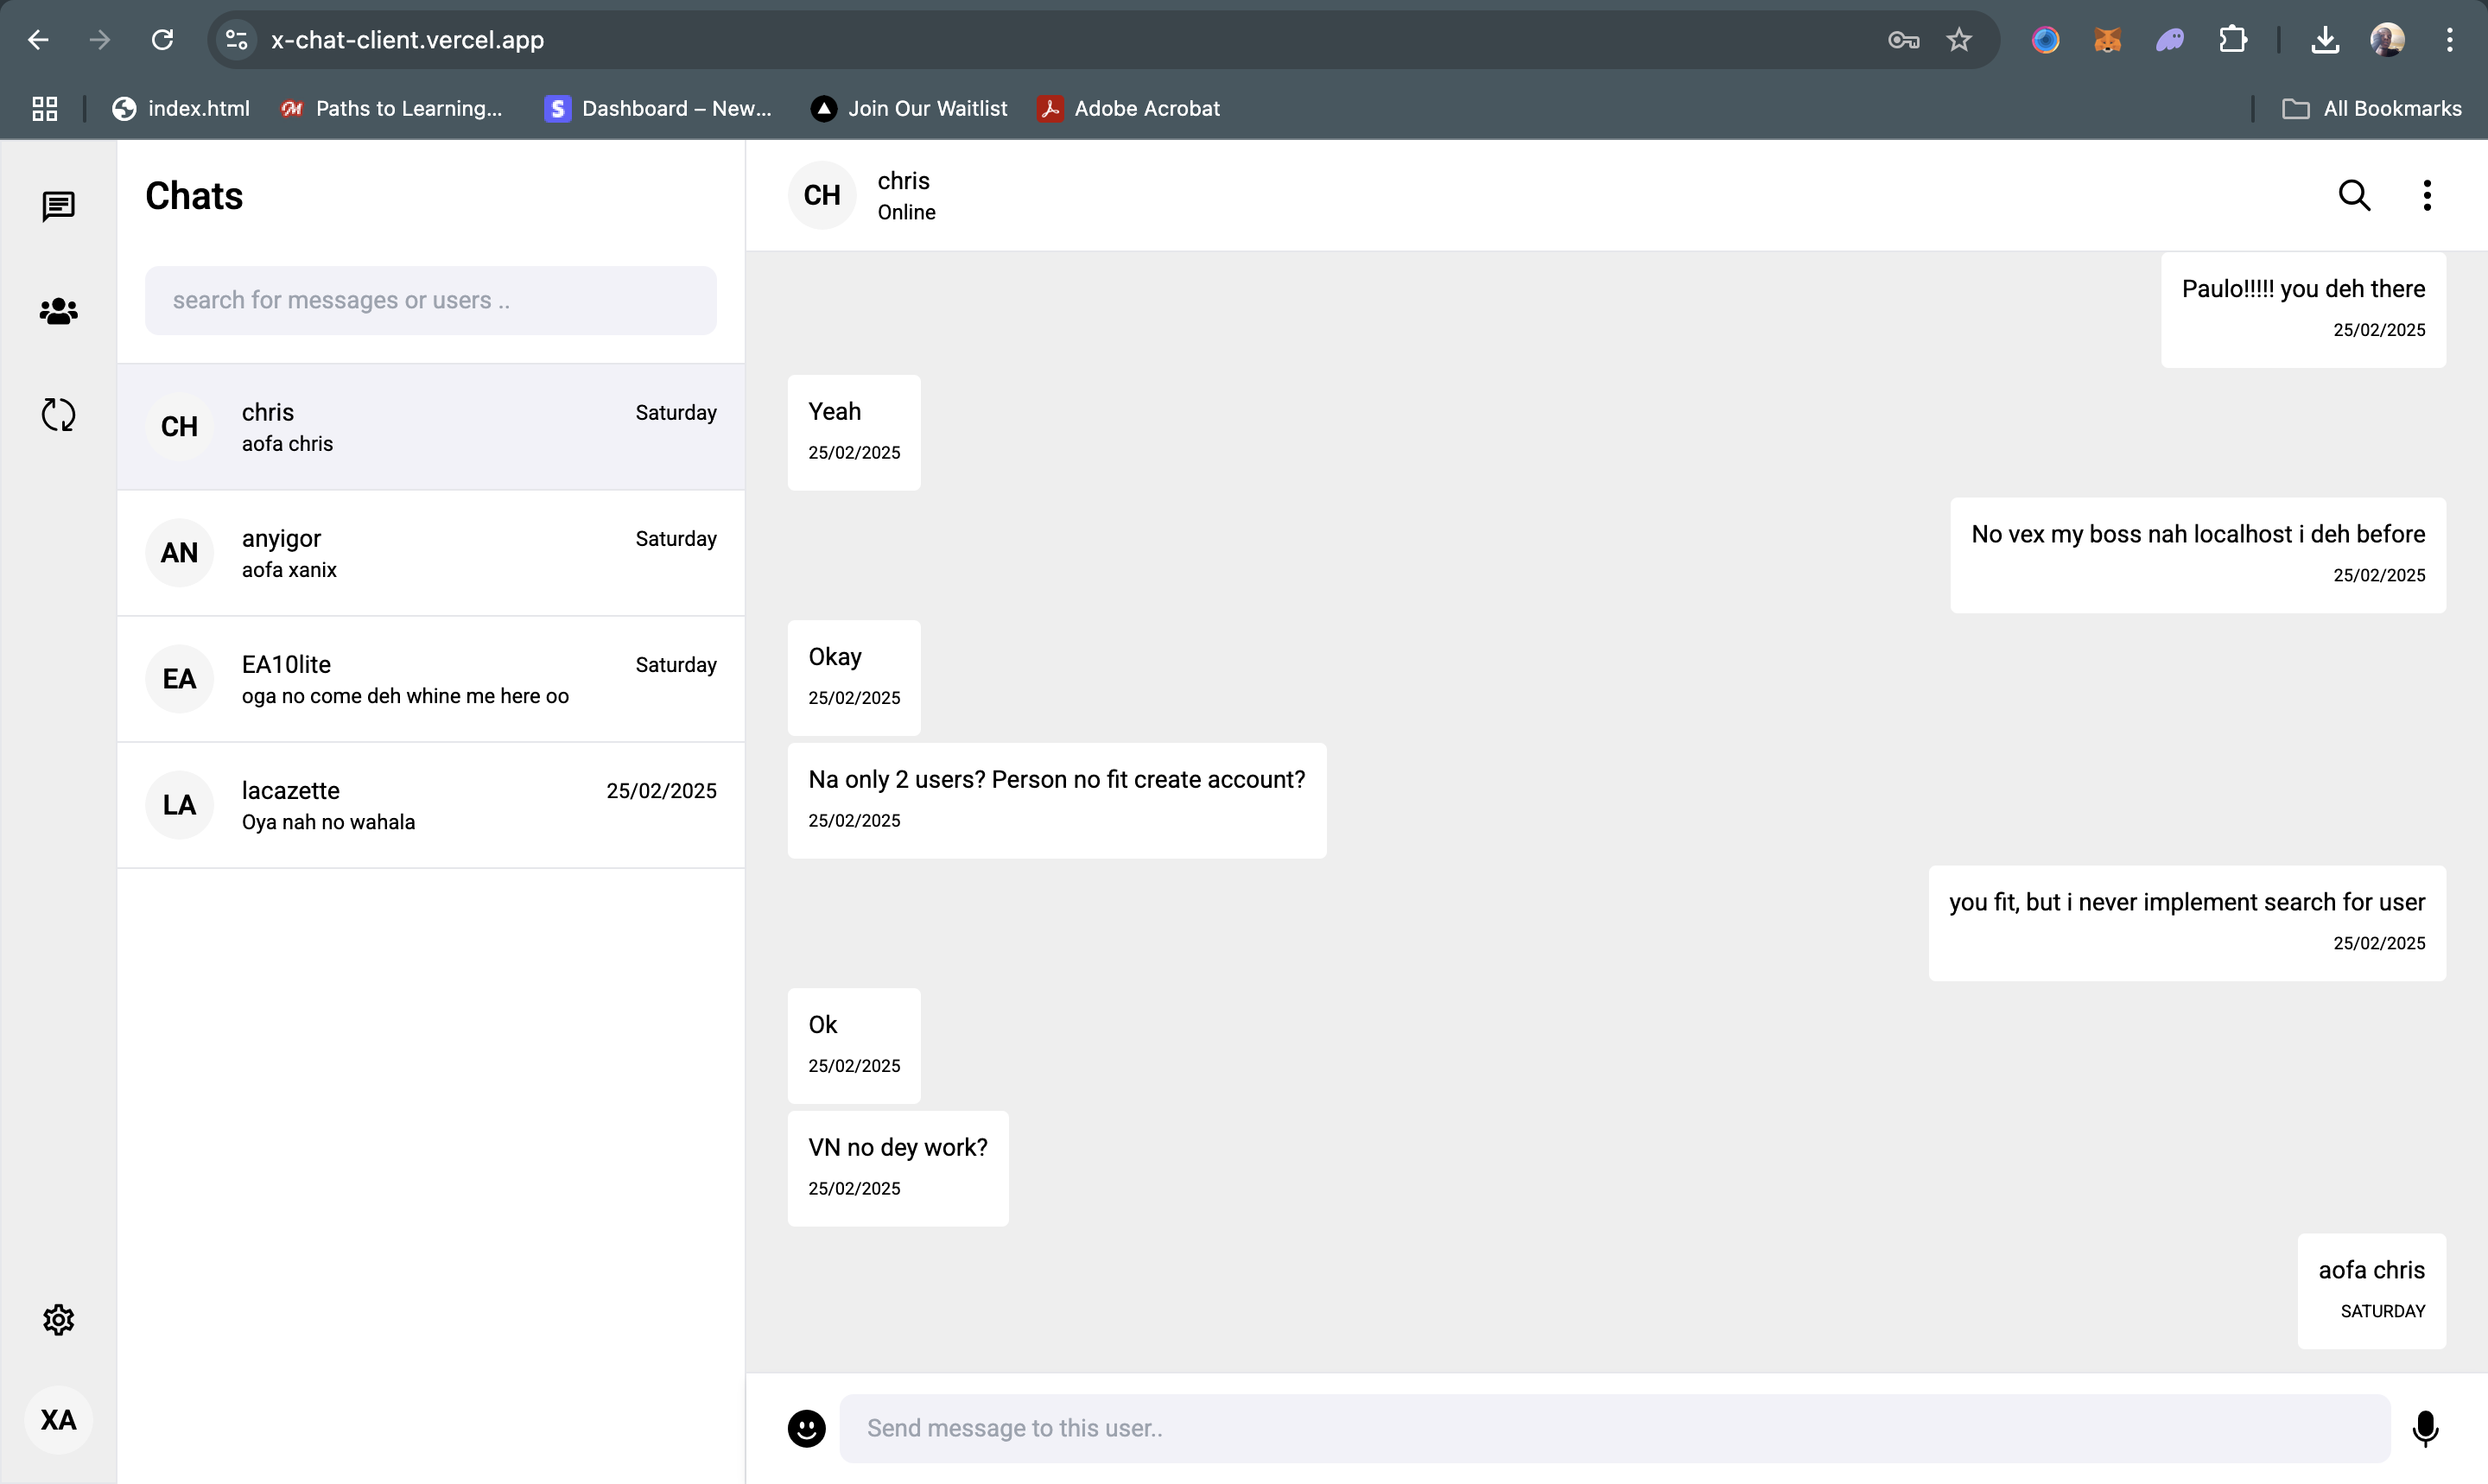 x-chat-client.vercel.app
index.html
Paths to Learning...
Dashboard – New...
Join Our Waitlist
Adobe Acrobat
All Bookmarks
Chats
search for messages or users ..
CH
chris
Saturday
aofa chris
AN
anyigor
Saturday
aofa xanix
EA
EA10lite
Saturday
oga no come deh whine me here oo
LA
lacazette
25/02/2025
Oya nah no wahala
XA
CH
chris
Online
Paulo!!!!! you deh there
25/02/2025
Yeah
25/02/2025
No vex my boss nah localhost i deh before
25/02/2025
Okay
25/02/2025
Na only 2 users? Person no fit create account?
25/02/2025
you fit, but i never implement search for user
25/02/2025
Ok
25/02/2025
VN no dey work?
25/02/2025
aofa chris
SATURDAY
Send message to this user..